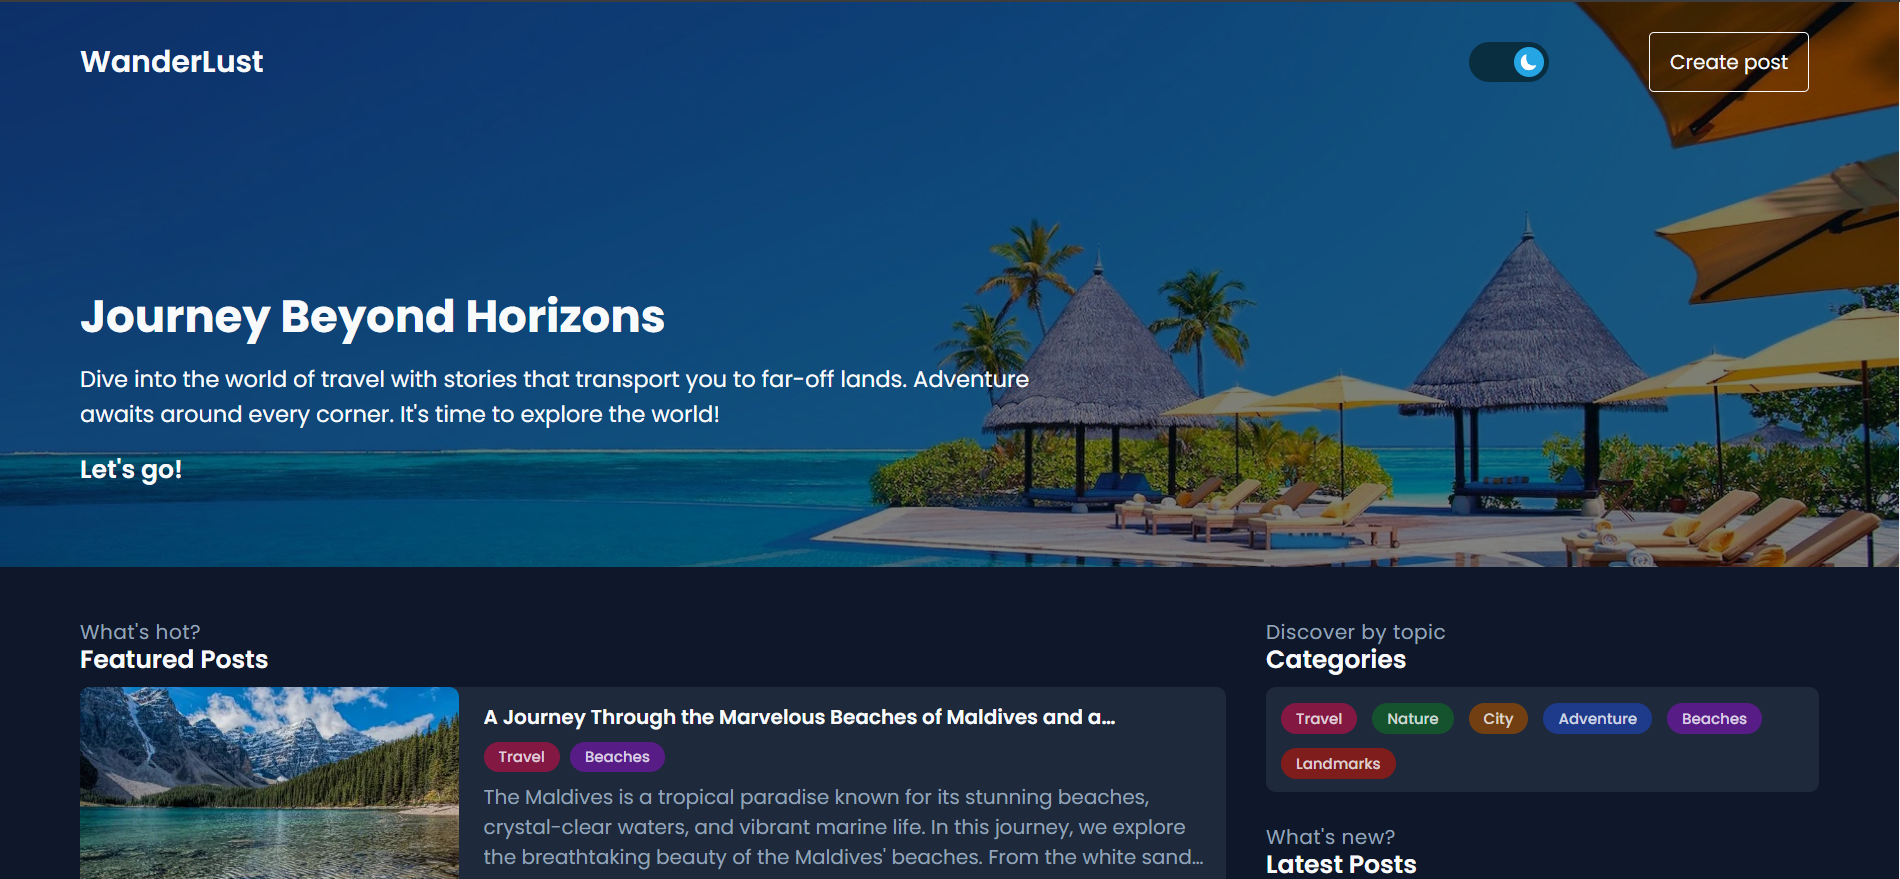 WanderLust
Create post
Journey Beyond Horizons
Dive into the world of travel with stories that transport you to far-off lands. Adventure
awaits around every corner. It's time to explore the world!
Let's go!
What's hot?
Featured Posts
A Journey Through the Marvelous Beaches of Maldives and a...
Travel Beaches
The Maldives is a tropical paradise known for its stunning beaches,
crystal-clear waters, and vibrant marine life. In this journey, we explore
the breathtaking beauty of the Maldives' beaches. From the white sand...
Discover by topic
Categories
Travel Nature City Adventure Beaches
Landmarks
What's new?
Latest Posts